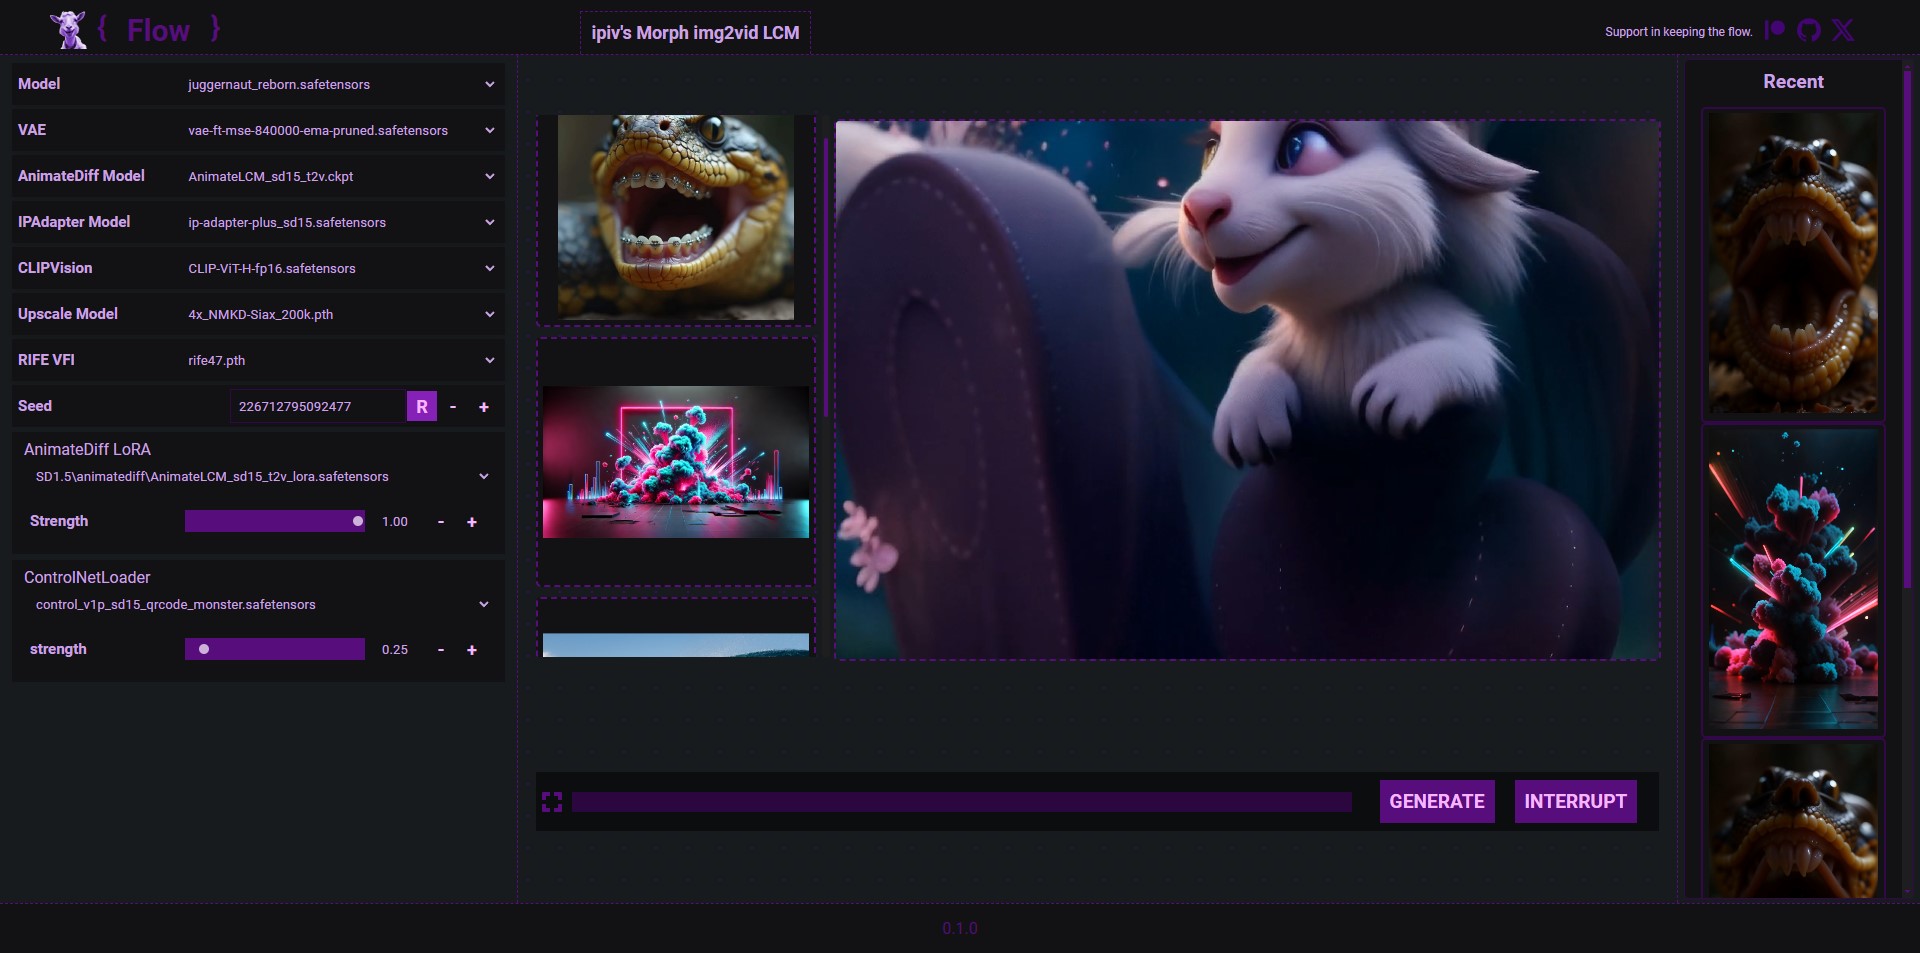 { Flow }
ipiv's Morph img2vid LCM
Support in keeping the flow.
Model juggernaut_reborn.safetensors
VAE vae-ft-mse-840000-ema-pruned.safetensors
AnimateDiff Model AnimateLCM_sd15_t2v.ckpt
IPAdapter Model ip-adapter-plus_sd15.safetensors
CLIPVision CLIP-ViT-H-fp16.safetensors
Upscale Model 4x_NMKD-Siax_200k.pth
RIFE VFI rife47.pth
Seed 226712795092477 R - +
AnimateDiff LoRA
SD1.5\animatediff\AnimateLCM_sd15_t2v_lora.safetensors
Strength 1.00 - +
ControlNetLoader
control_v1p_sd15_qrcode_monster.safetensors
strength 0.25 - +
GENERATE INTERRUPT
Recent
0.1.0